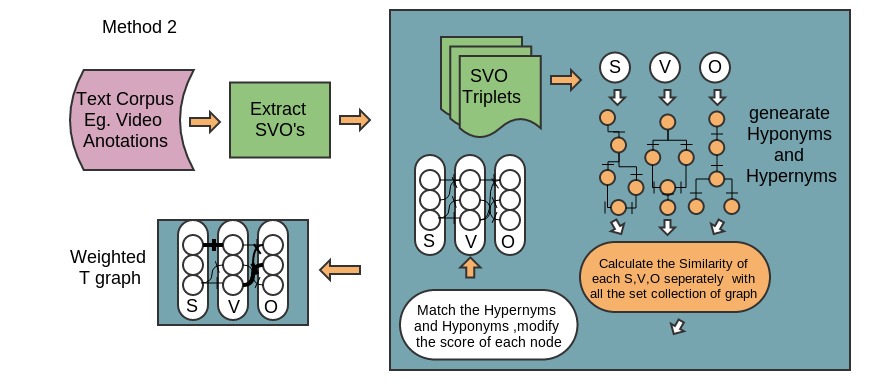 Method 2
Text Corpus
Eg. Video
Anotations
Extract
SVO's
SVO
Triplets
S V O
genearate
Hyponyms
and
Hypernyms
S V O
Calculate the Similarity of
each S,V,O seperately with
all the set collection of graph
Match the Hypernyms
and Hyponyms ,modify
the score of each node
Weighted
T graph
S V O